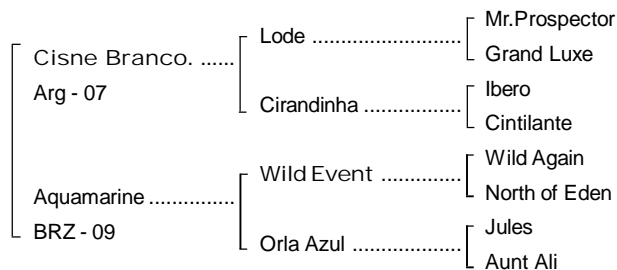 Mr.Prospector
Lode ..........................
Grand Luxe
Cisne Branco. ......
Arg - 07
Ibero
Cirandinha ................
Cintilante
Wild Again
Wild Event ...............
North of Eden
Aquamarine ...............
BRZ - 09
Jules
Orla Azul ...................
Aunt Ali